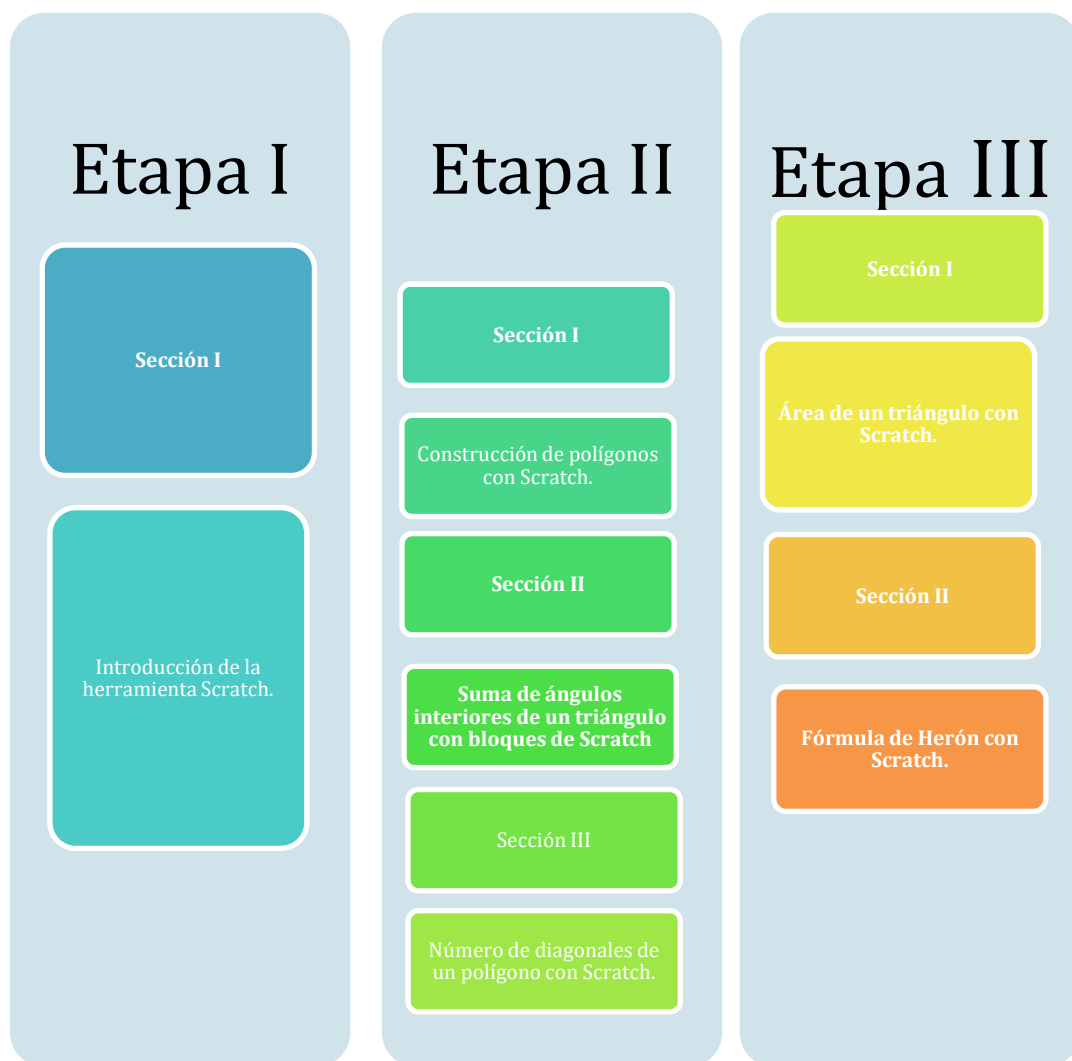 Etapa I
Sección I
Introducción de la
herramienta Scratch.
Etapa II
Sección I
Construcción de polígonos
con Scratch.
Sección II
Suma de ángulos
interiores de un triángulo
con bloques de Scratch
Sección III
Número de diagonales de
un polígono con Scratch.
Etapa III
Sección I
Área de un triángulo con
Scratch.
Sección II
Fórmula de Herón con
Scratch.